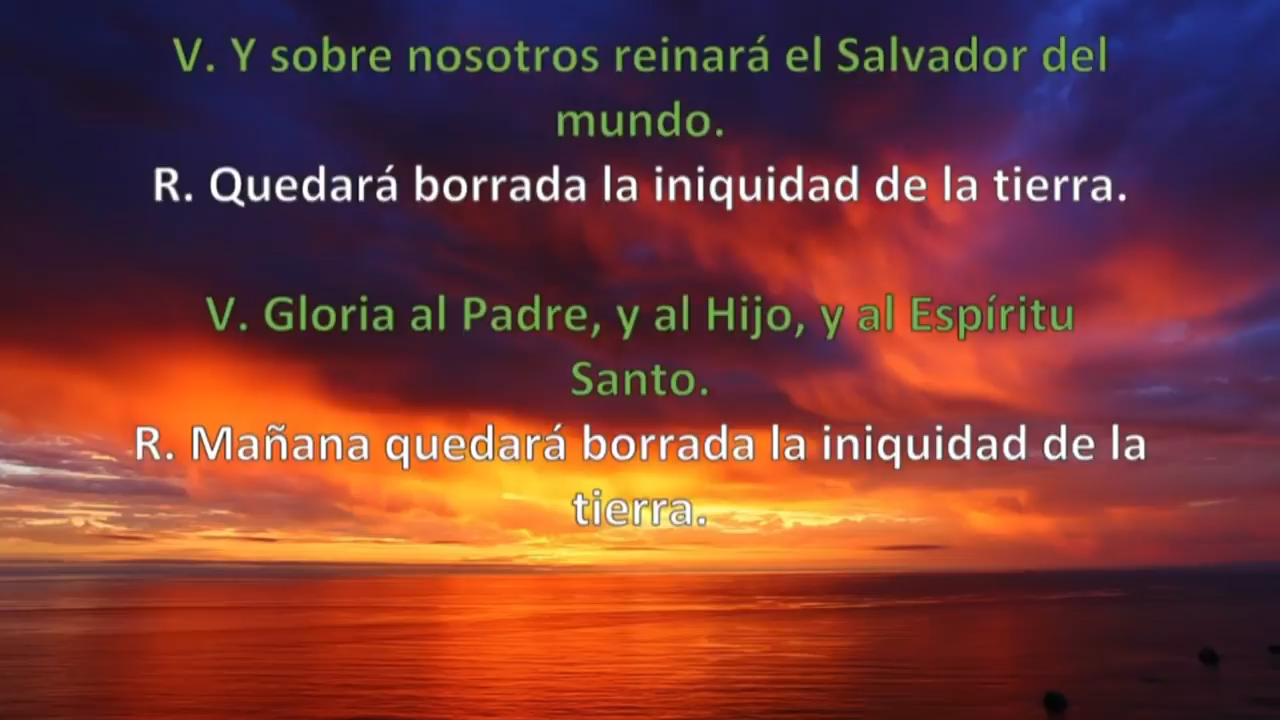 V. Y sobre nosotros reinará el Salvador del
mundo.
R. Quedará borrada la iniquidad de la tierra.
V. Gloria al Padre, y al Hijo, y al Espíritu
Santo.
R. Mañana quedará borrada la iniquidad de la
tierra.